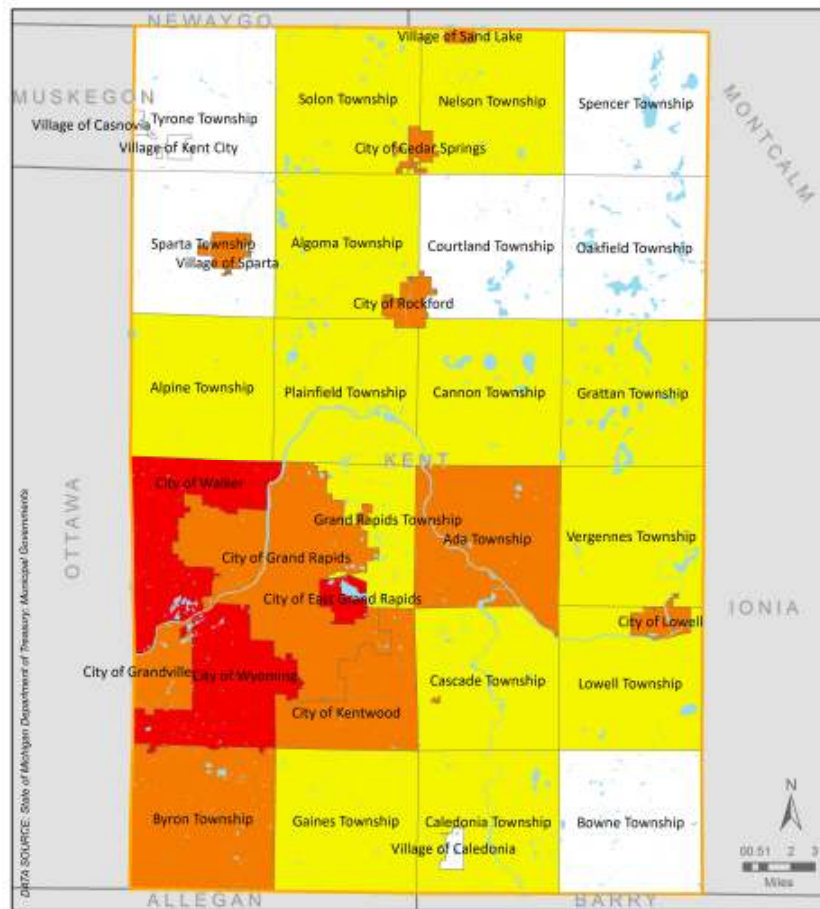 NEWAYGO
Village of Sand Lake
MUSKEGON
Solon Township
Nelson Township
Spencer Township
MONTCALM
Village of Casnovia
Tyrone Township
Village of Kent City
City of Cedar Springs
Sparta Township
Village of Sparta
Algoma Township
Courtland Township
Oakfield Township
City of Rockford
Alpine Township
Plainfield Township
Cannon Township
Grattan Township
KENT
City of Walker
OTTAWA
Grand Rapids Township
Ada Township
Vergennes Township
City of Grand Rapids
City of East Grand Rapids
IONIA
City of Lowell
City of Grandville
City of Wyoming
Cascade Township
Lowell Township
City of Kentwood
Byron Township
Gaines Township
Caledonia Township
Bowne Township
Village of Caledonia
N
00.51 2 3
Miles
ALLEGAN
BARRY
DATA SOURCE: State of Michigan Department of Treasury: Municipal Governments